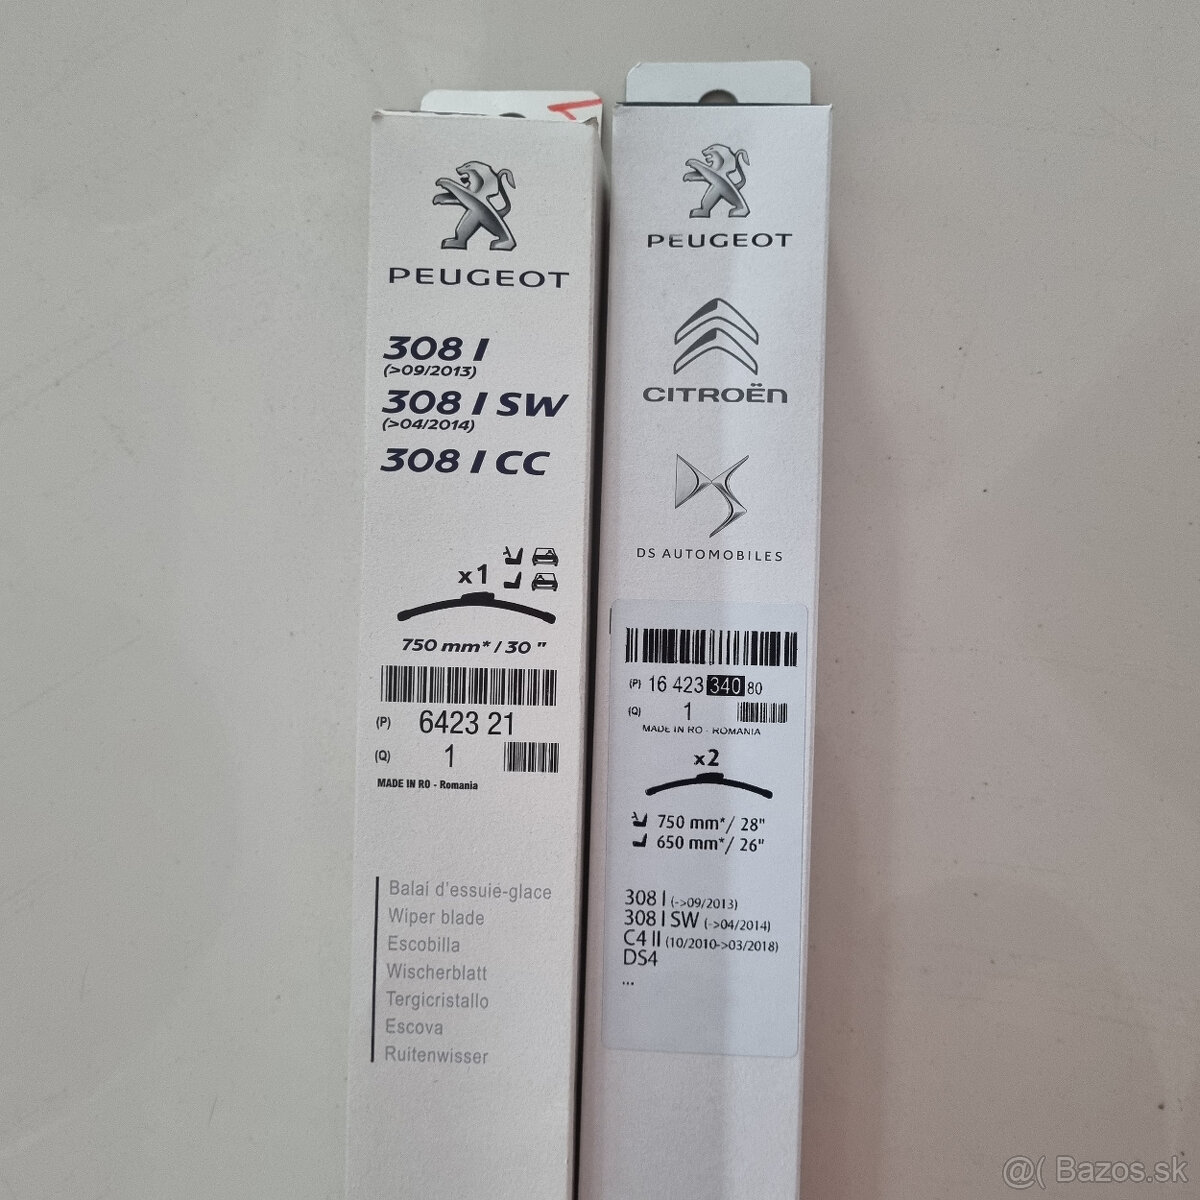 PEUGEOT
308 I
(>09/2013)
308 I SW
(>04/2014)
308 I CC
x1
750 mm* / 30 "
(P) 6423 21
(Q) 1
MADE IN RO - Romania
Balai d'essuie-glace
Wiper blade
Escobilla
Wischerblatt
Tergicristallo
Escova
Ruitenwisser
PEUGEOT
CITROËN
DS AUTOMOBILES
(P) 16 423 340 80
(Q) 1
MADE IN RO - ROMANIA
x2
750 mm*/ 28"
650 mm*/ 26"
308 I (->09/2013)
308 I SW (->04/2014)
C4 II (10/2010->03/2018)
DS4
...
@( Bazos.sk